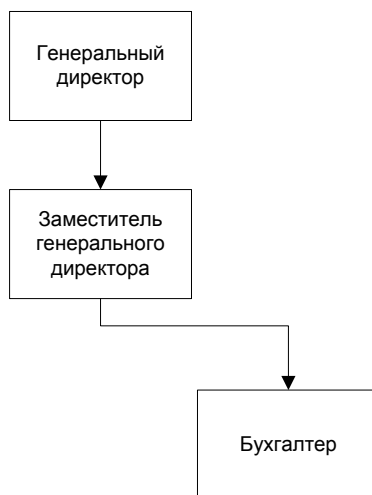 Генеральный
директор
Заместитель
генерального
директора
Бухгалтер